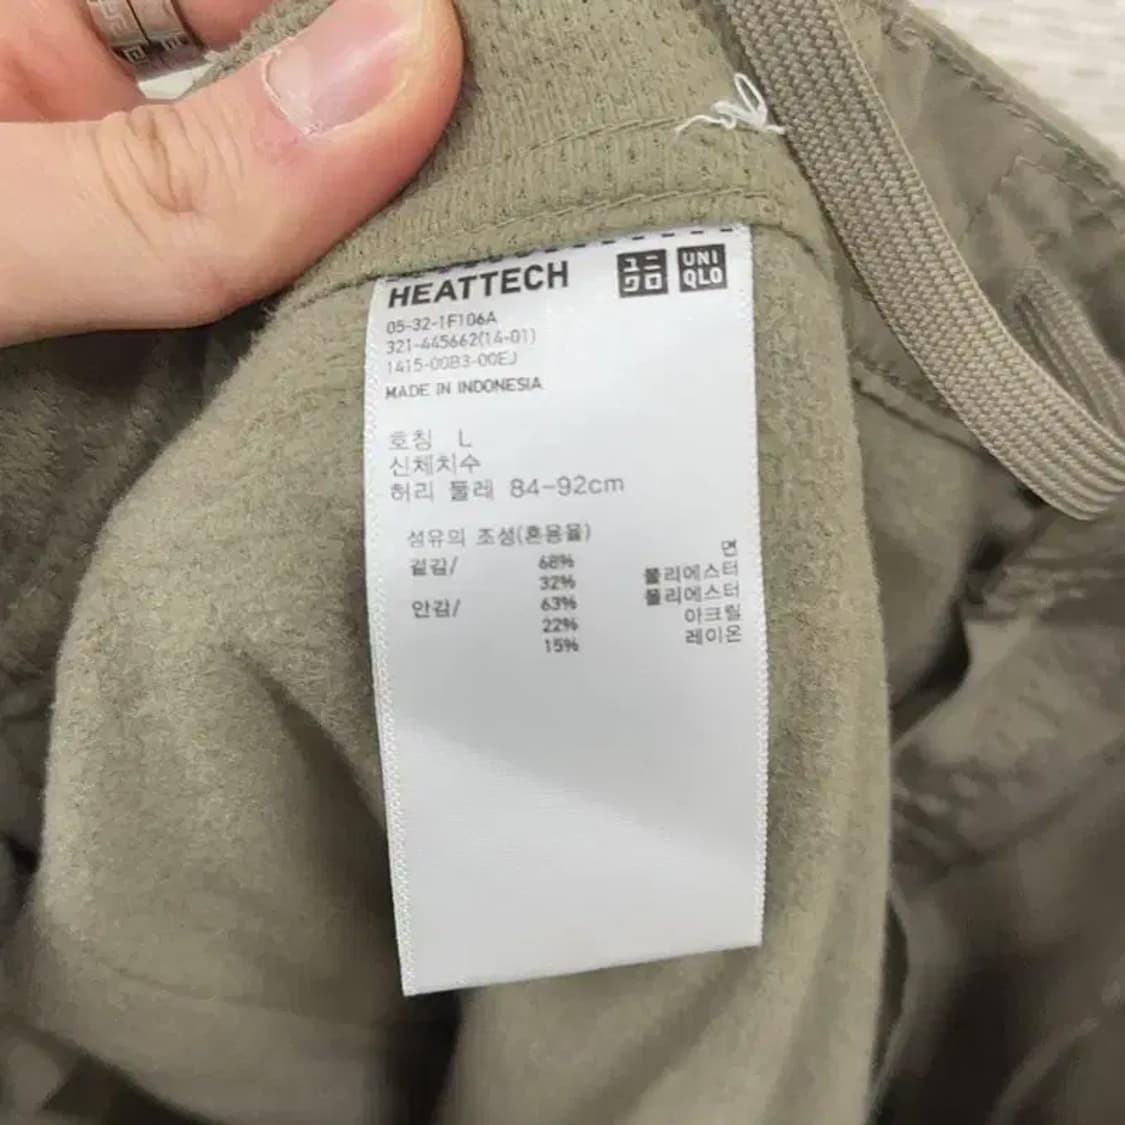 HEATTECH
ユニクロ
UNIQLO
05-32-1F106A
321-445662(14-01)
1415-00B3-00EJ
MADE IN INDONESIA
호칭 L
신체치수
허리 둘레 84-92cm
섬유의 조성(혼용율)
겉감/ 68% 면
32% 폴리에스터
안감/ 63% 폴리에스터
22% 아크릴
15% 레이온